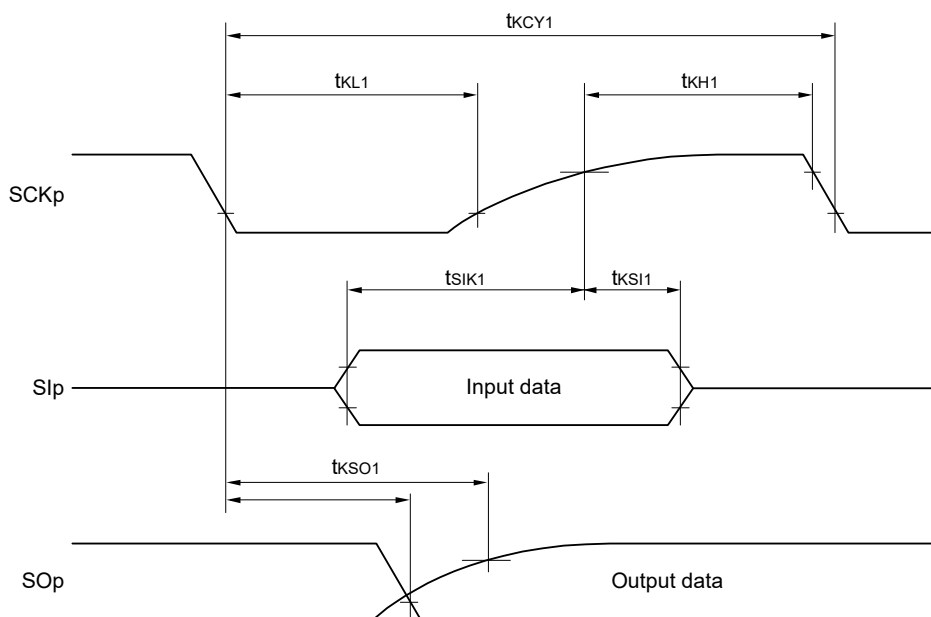 tKCY1
tKL1
tKH1
SCKp
tSIK1
tKSI1
SIp
Input data
tKSO1
SOp
Output data